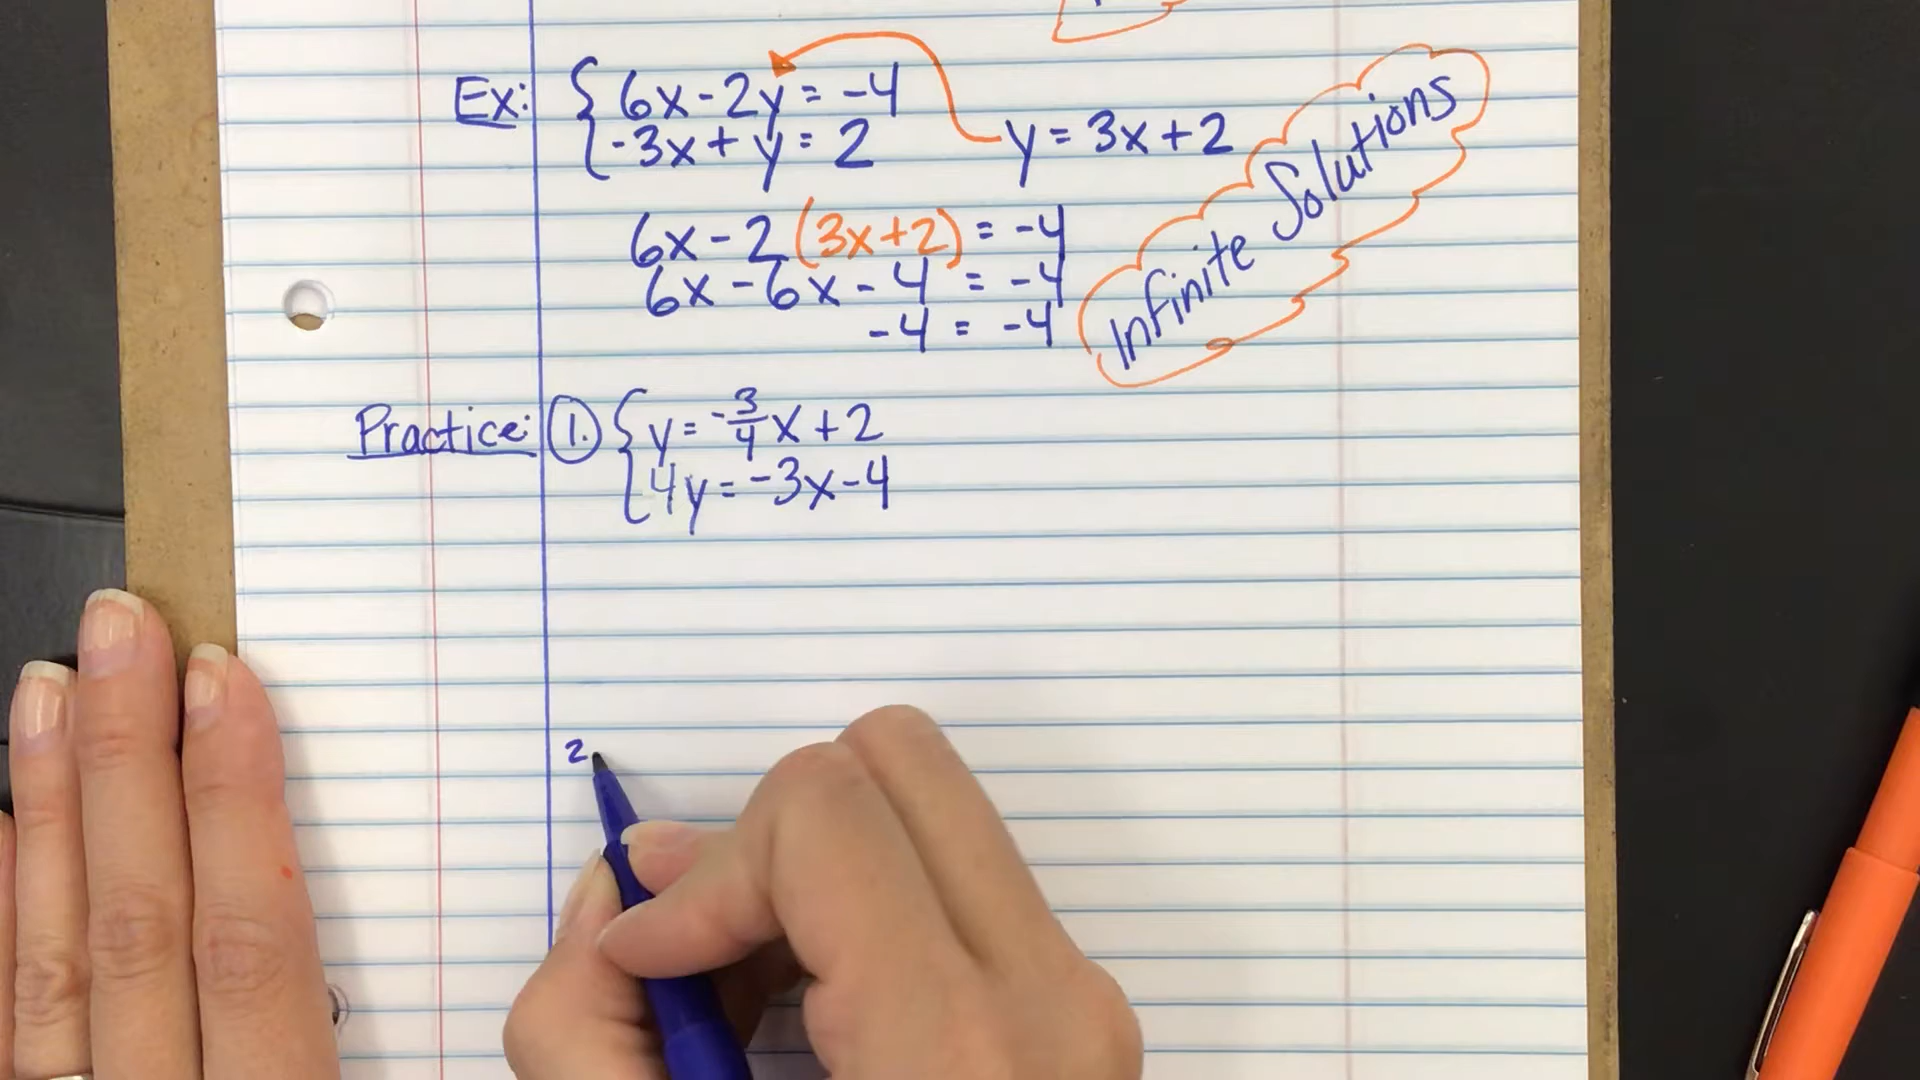 Ex: { 6x - 2y = -4
-3x + y = 2 y = 3x + 2
6x - 2 (3x + 2) = -4
6x - 6x - 4 = -4
-4 = -4
Infinite Solutions
Practice: 1. { y = -3/4 x + 2
4y = -3x - 4
2